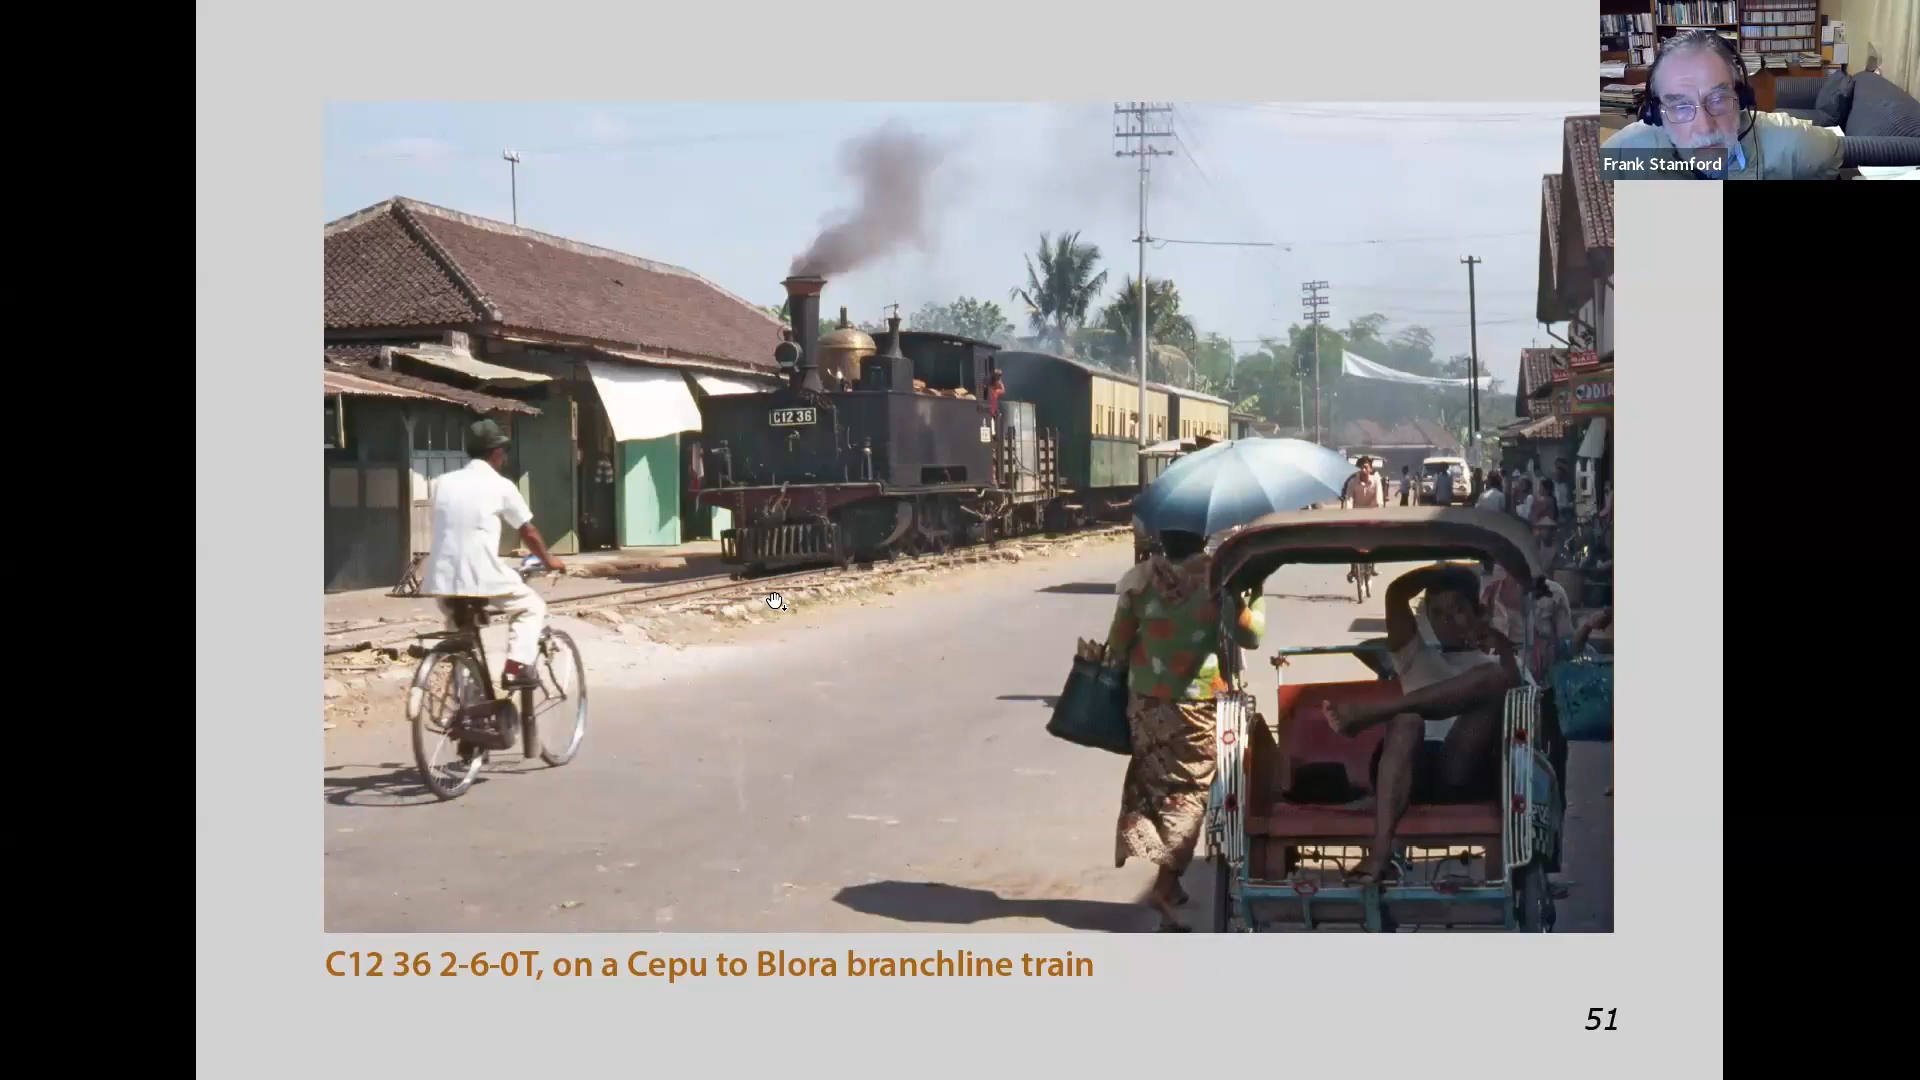 Frank Stamford
C12 36
C12 36 2-6-0T, on a Cepu to Blora branchline train
51